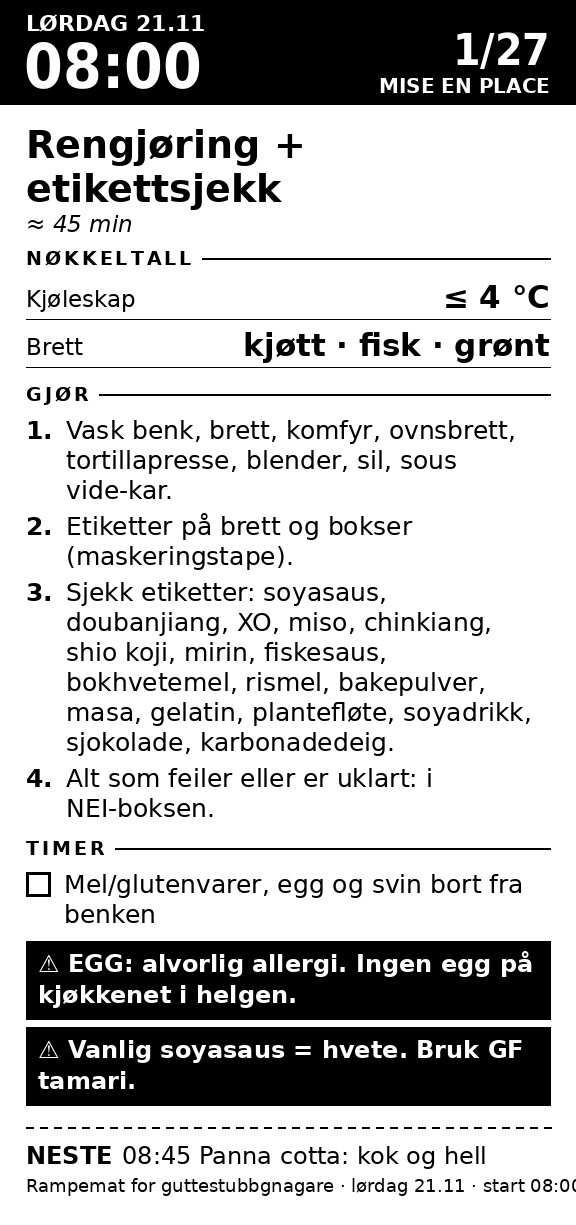 LØRDAG 21.11
08:00
1/27
MISE EN PLACE
Rengjøring +
etikettsjekk
≈ 45 min
NØKKELTALL
Kjøleskap ≤ 4 °C
Brett kjøtt · fisk · grønt
GJØR
1. Vask benk, brett, komfyr, ovnsbrett,
tortillapresse, blender, sil, sous
vide-kar.
2. Etiketter på brett og bokser
(maskeringstape).
3. Sjekk etiketter: soyasaus,
doubanjiang, XO, miso, chinkiang,
shio koji, mirin, fiskesaus,
bokhvetemel, rismel, bakepulver,
masa, gelatin, plantefløte, soyadrikk,
sjokolade, karbonadedeig.
4. Alt som feiler eller er uklart: i
NEI-boksen.
TIMER
☐ Mel/glutenvarer, egg og svin bort fra
benken
⚠ EGG: alvorlig allergi. Ingen egg på
kjøkkenet i helgen.
⚠ Vanlig soyasaus = hvete. Bruk GF
tamari.
NESTE 08:45 Panna cotta: kok og hell
Rampemat for guttestubbgnagare · lørdag 21.11 · start 08:00